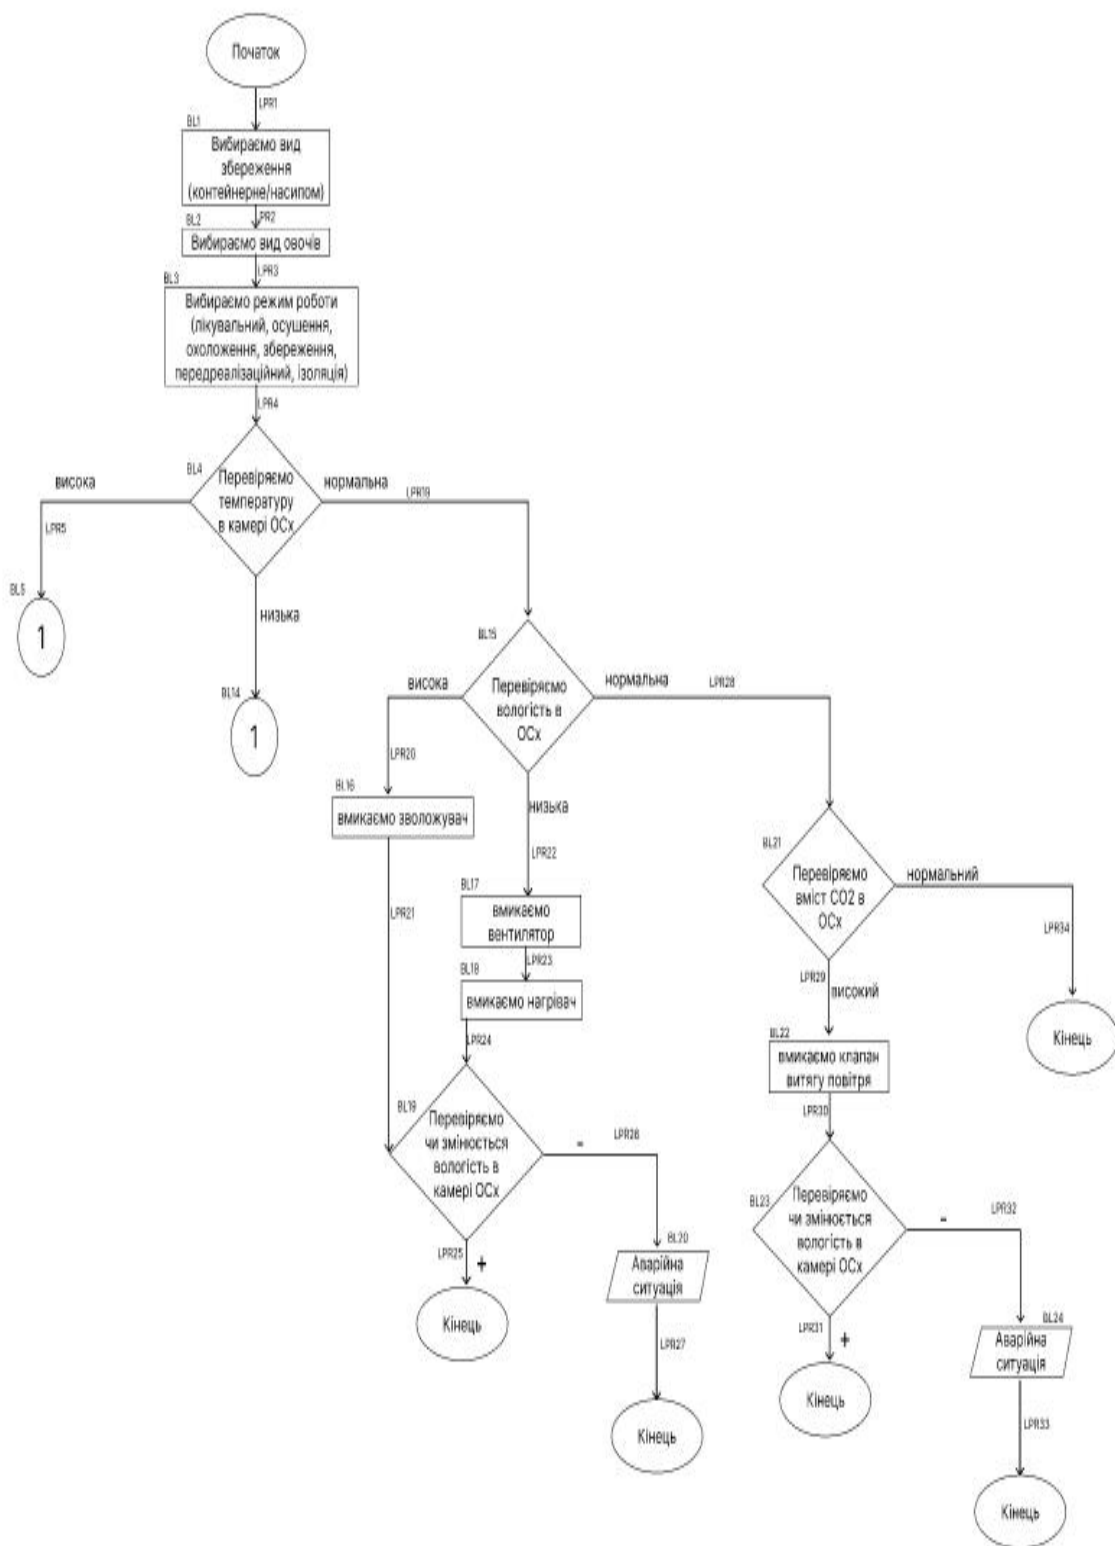 Початок
LPR1
BL1
Вибираємо вид
збереження
(контейнерне/насипом)
BL2
PR2
Вибираємо вид овочів
BL3
LPR3
Вибираємо режим роботи
(лікувальний, осушення,
охоложення, збереження,
передреалізаційний, ізоляція)
LPR4
BL4
Перевіряємо
температуру
в камері ОСх
висока
нормальна
LPR19
LPR5
BL5
1
низька
BL14
1
BL15
Перевіряємо
вологість в
ОСх
висока
нормальна
LPR28
LPR20
BL16
вмикаємо зволожувач
низька
LPR22
LPR21
BL17
вмикаємо
вентилятор
LPR23
BL18
вмикаємо нагрівач
LPR24
BL19
Перевіряємо
чи змінюється
вологість в
камері ОСх
-
LPR26
LPR25
+
Кінець
BL20
Аварійна
ситуація
LPR27
Кінець
BL21
Перевіряємо
вміст СО2 в
ОСх
нормальний
LPR34
Кінець
LPR29
високий
BL22
вмикаємо клапан
витягу повітря
LPR30
BL23
Перевіряємо
чи змінюється
вологість в
камері ОСх
-
LPR32
LPR31
+
Кінець
BL24
Аварійна
ситуація
LPR33
Кінець